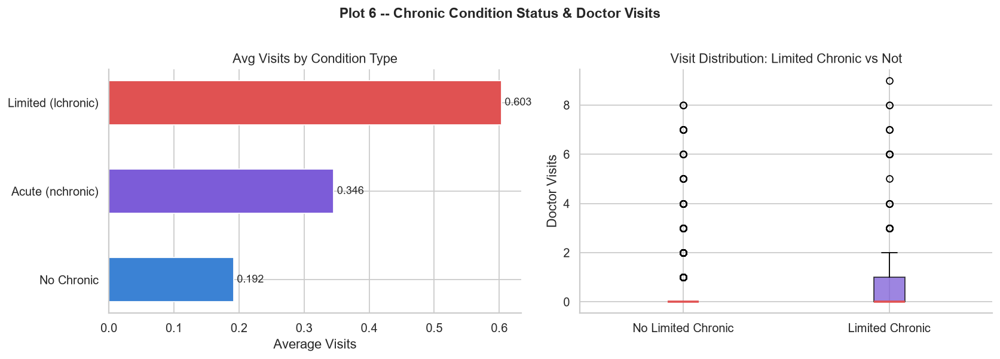 Plot 6 -- Chronic Condition Status & Doctor Visits
Avg Visits by Condition Type
Limited (lchronic)
0.603
Acute (nchronic)
0.346
No Chronic
0.192
0.0 0.1 0.2 0.3 0.4 0.5 0.6
Average Visits
Visit Distribution: Limited Chronic vs Not
Doctor Visits
8
6
4
2
0
No Limited Chronic Limited Chronic